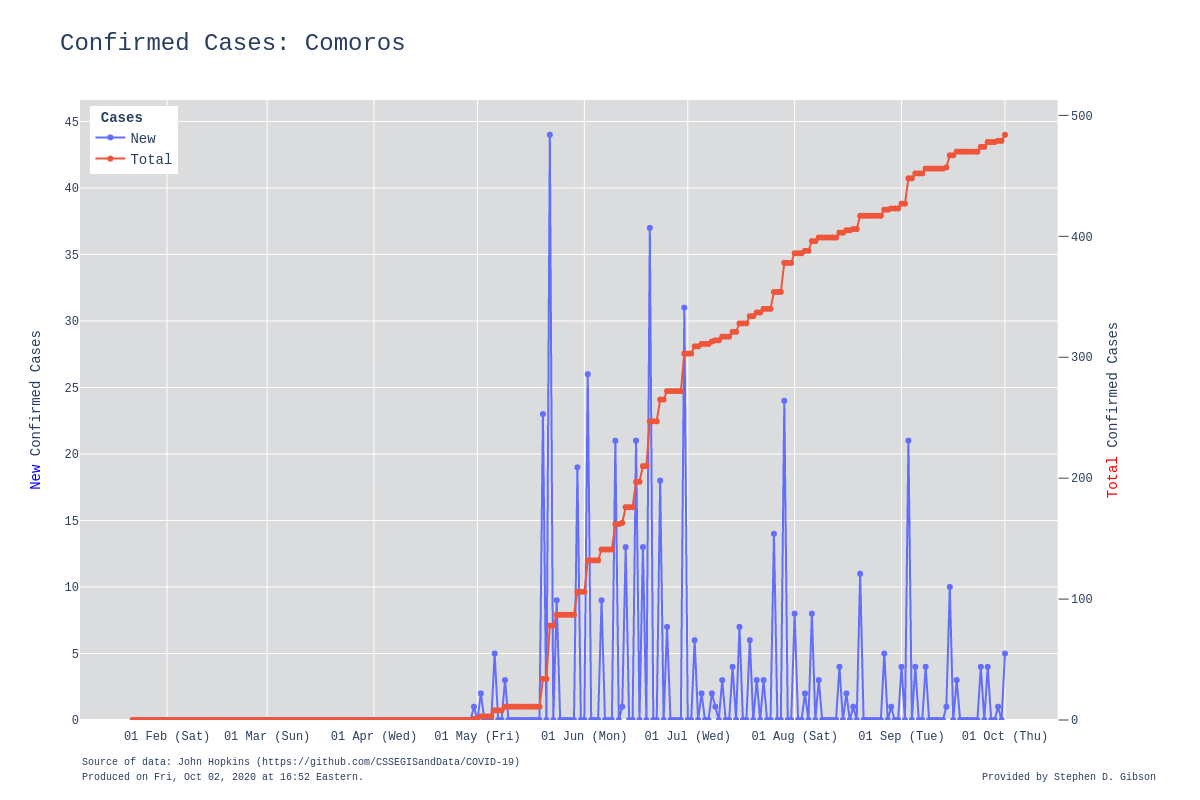 Confirmed Cases: Comoros
Cases
New
Total
45
40
35
30
25
20
15
10
5
0
500
400
300
200
100
0
New Confirmed Cases
Total Confirmed Cases
01 Feb (Sat) 01 Mar (Sun) 01 Apr (Wed) 01 May (Fri) 01 Jun (Mon) 01 Jul (Wed) 01 Aug (Sat) 01 Sep (Tue) 01 Oct (Thu)
Source of data: John Hopkins (https://github.com/CSSEGISandData/COVID-19)
Produced on Fri, Oct 02, 2020 at 16:52 Eastern.
Provided by Stephen D. Gibson